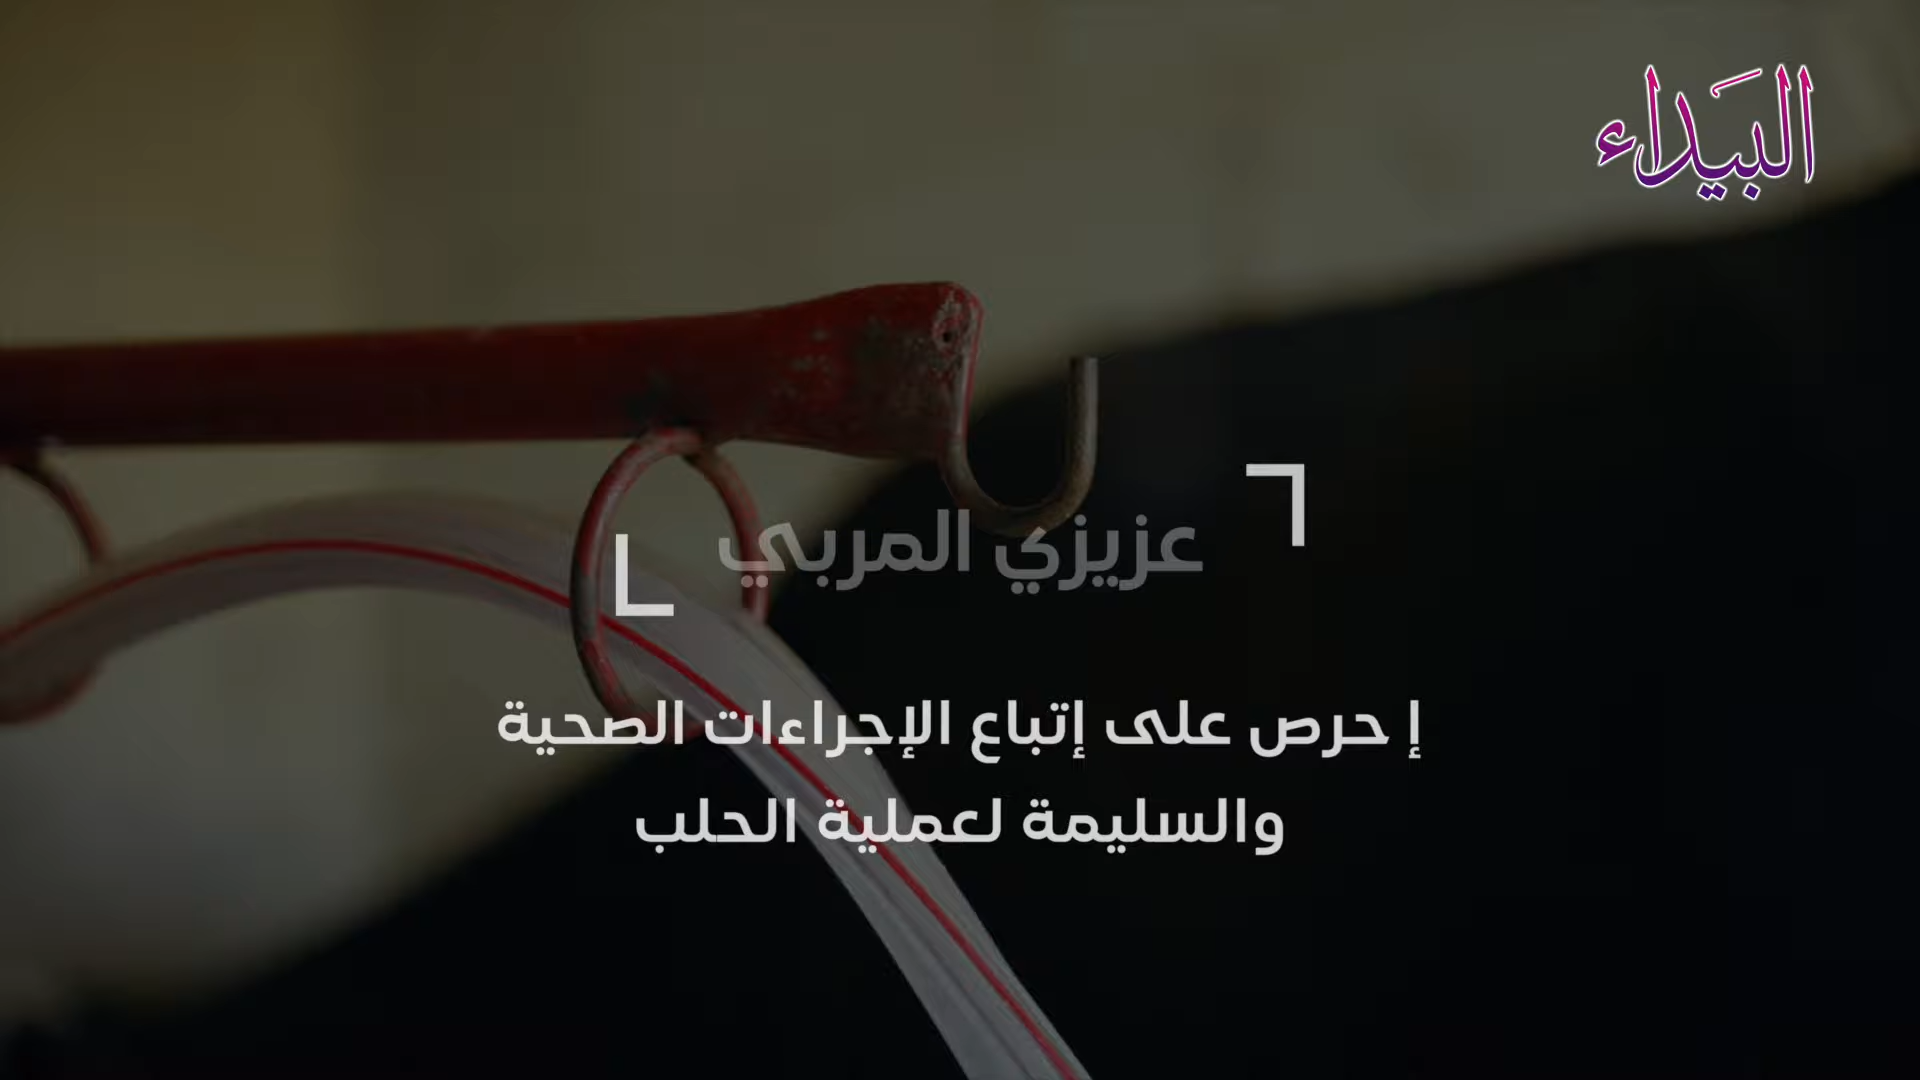 البَيداء
عزيزي المربي
إ حرص على إتباع الإجراءات الصحية
والسليمة لعملية الحلب